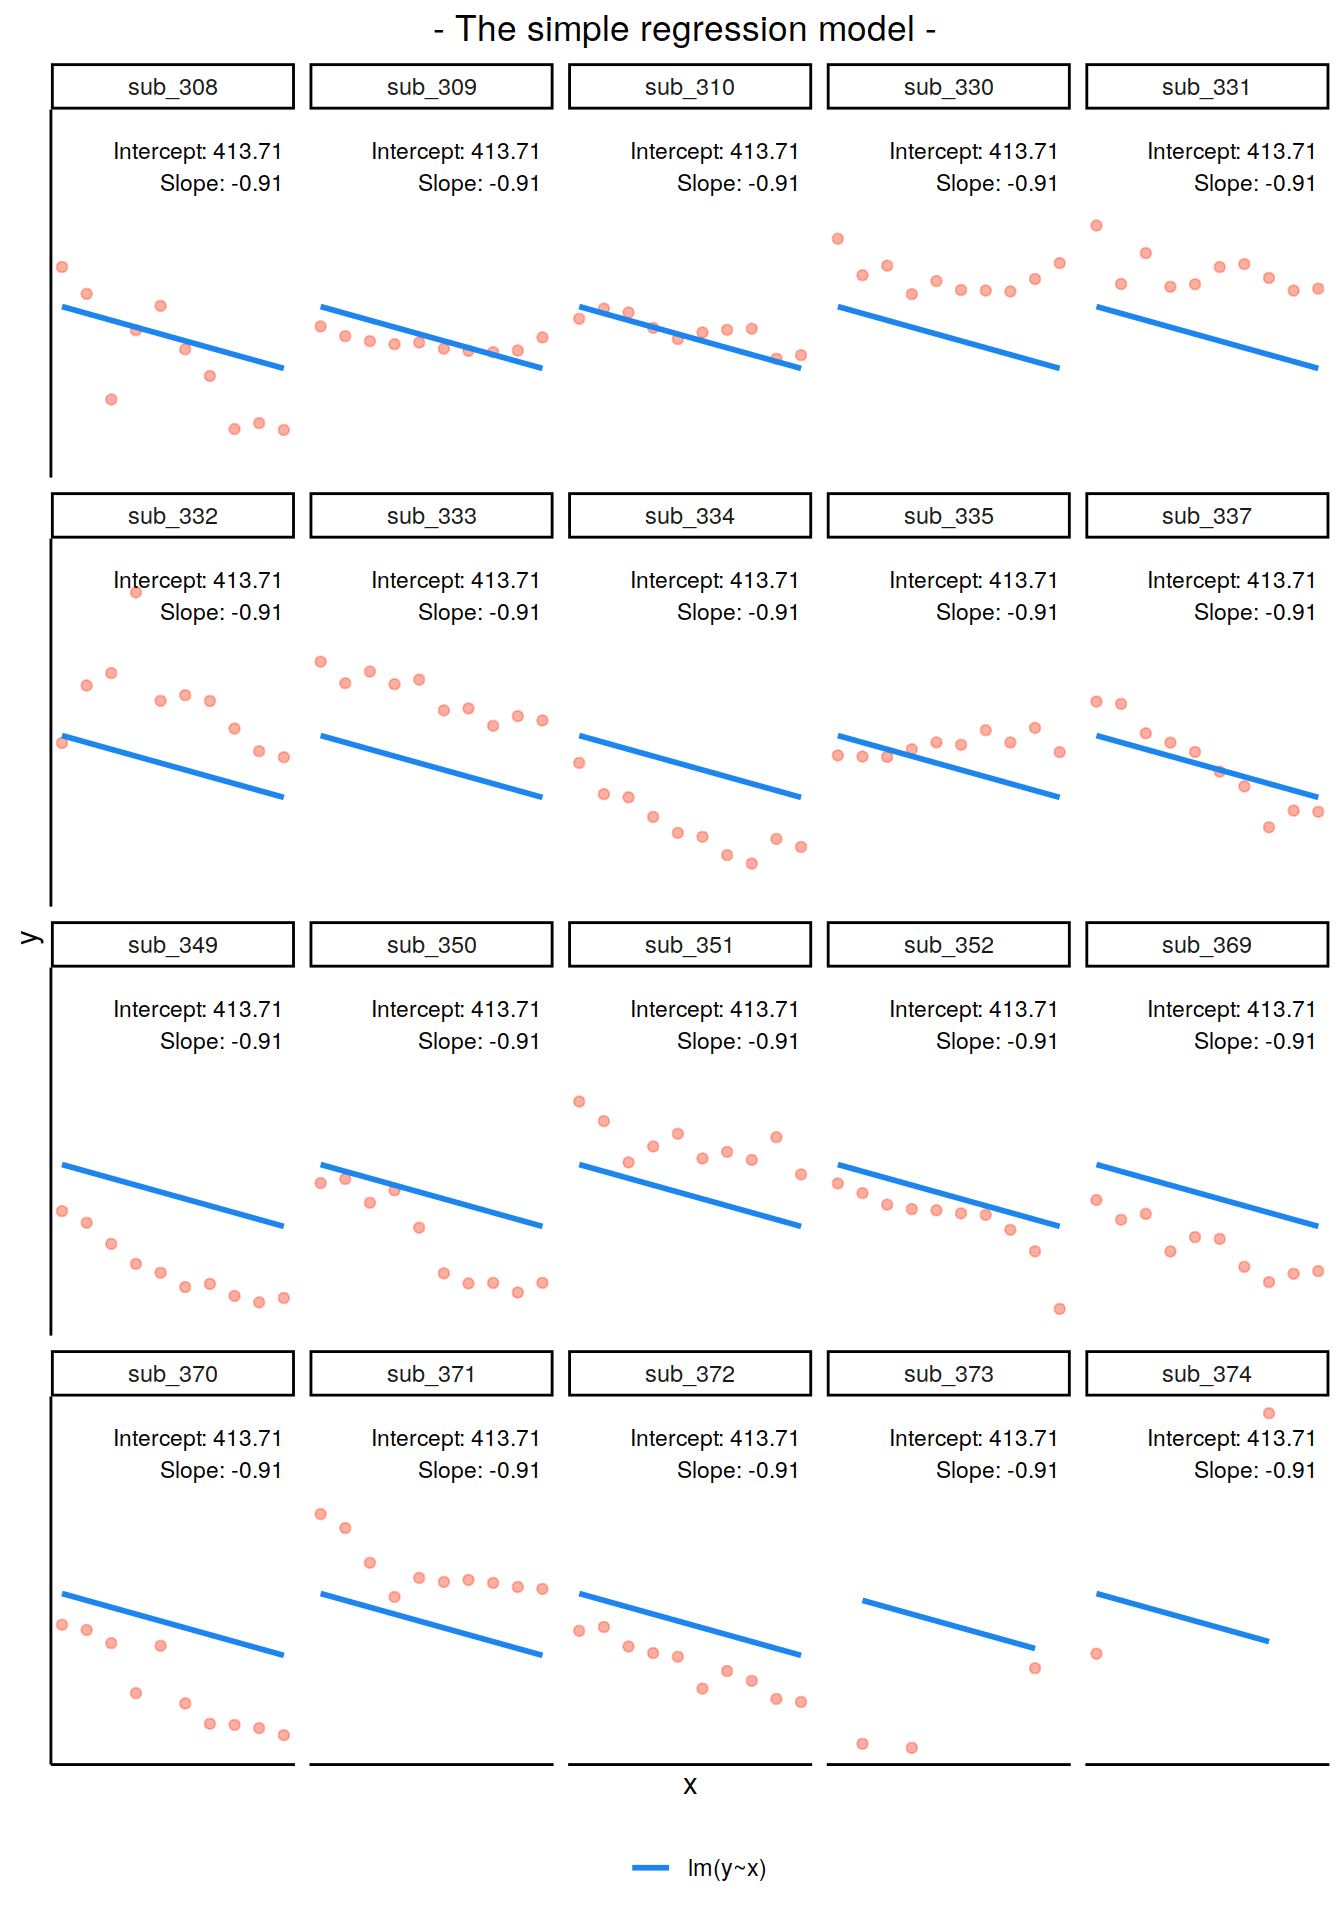 - The simple regression model -
sub_308
sub_309
sub_310
sub_330
sub_331
Intercept: 413.71
Slope: -0.91
Intercept: 413.71
Slope: -0.91
Intercept: 413.71
Slope: -0.91
Intercept: 413.71
Slope: -0.91
Intercept: 413.71
Slope: -0.91
sub_332
sub_333
sub_334
sub_335
sub_337
Intercept: 413.71
Slope: -0.91
Intercept: 413.71
Slope: -0.91
Intercept: 413.71
Slope: -0.91
Intercept: 413.71
Slope: -0.91
Intercept: 413.71
Slope: -0.91
y
sub_349
sub_350
sub_351
sub_352
sub_369
Intercept: 413.71
Slope: -0.91
Intercept: 413.71
Slope: -0.91
Intercept: 413.71
Slope: -0.91
Intercept: 413.71
Slope: -0.91
Intercept: 413.71
Slope: -0.91
sub_370
sub_371
sub_372
sub_373
sub_374
Intercept: 413.71
Slope: -0.91
Intercept: 413.71
Slope: -0.91
Intercept: 413.71
Slope: -0.91
Intercept: 413.71
Slope: -0.91
Intercept: 413.71
Slope: -0.91
x
lm(y~x)